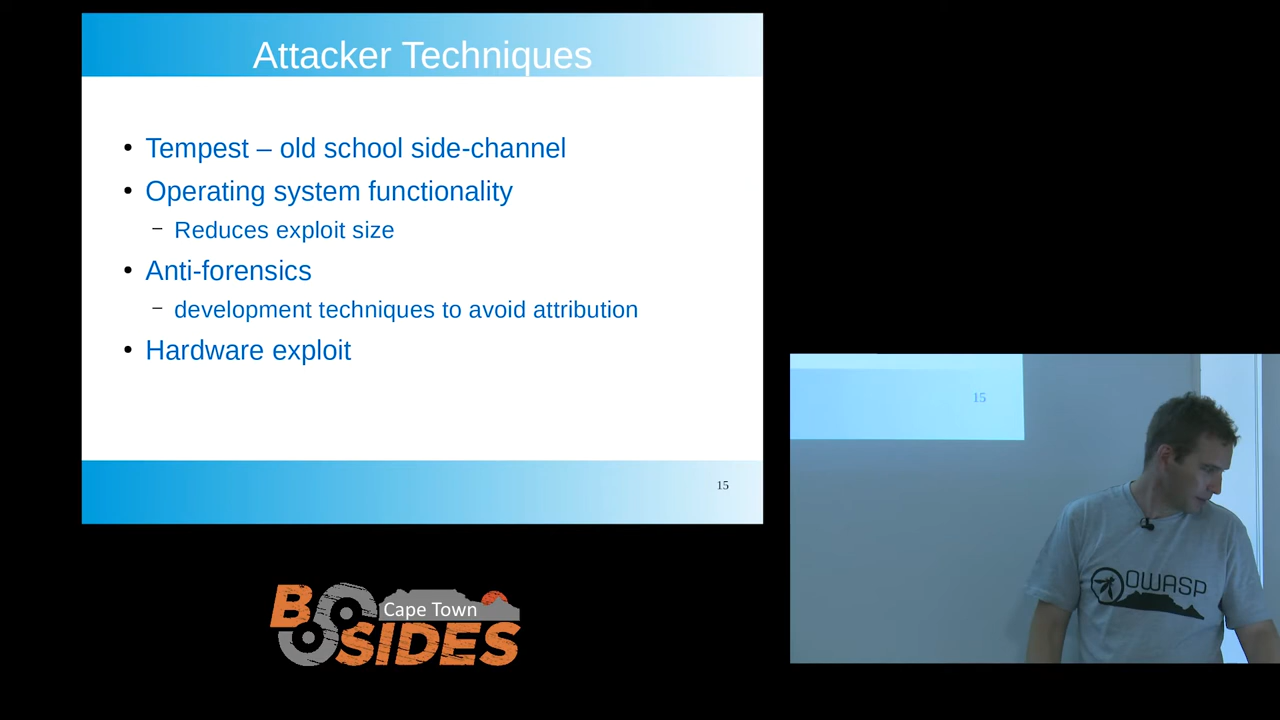 Attacker Techniques
Tempest – old school side-channel
Operating system functionality
– Reduces exploit size
Anti-forensics
– development techniques to avoid attribution
Hardware exploit
15
15
OWASP
B SIDES
Cape Town